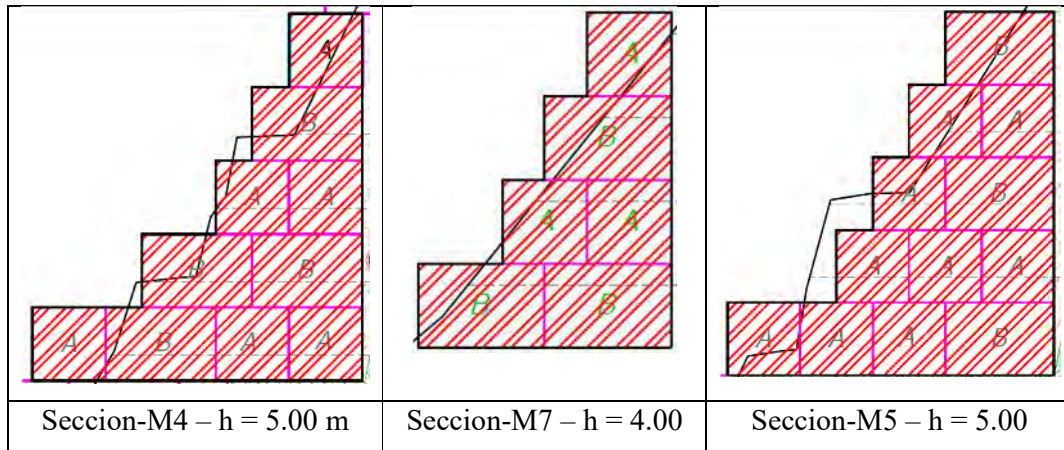 A
B
A A
B B
A B A A
Seccion-M4 – h = 5.00 m
A
B
A A
B B
Seccion-M7 – h = 4.00
B
A A
A B
A A A
A A A B
Seccion-M5 – h = 5.00